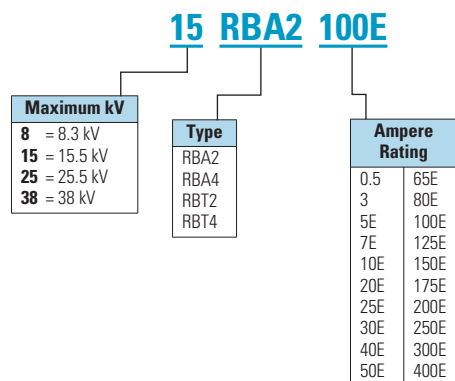 15 RBA2 100E
Maximum kV
8 = 8.3 kV
15 = 15.5 kV
25 = 25.5 kV
38 = 38 kV
Type
RBA2
RBA4
RBT2
RBT4
Ampere
Rating
0.5 65E
3 80E
5E 100E
7E 125E
10E 150E
20E 175E
25E 200E
30E 250E
40E 300E
50E 400E